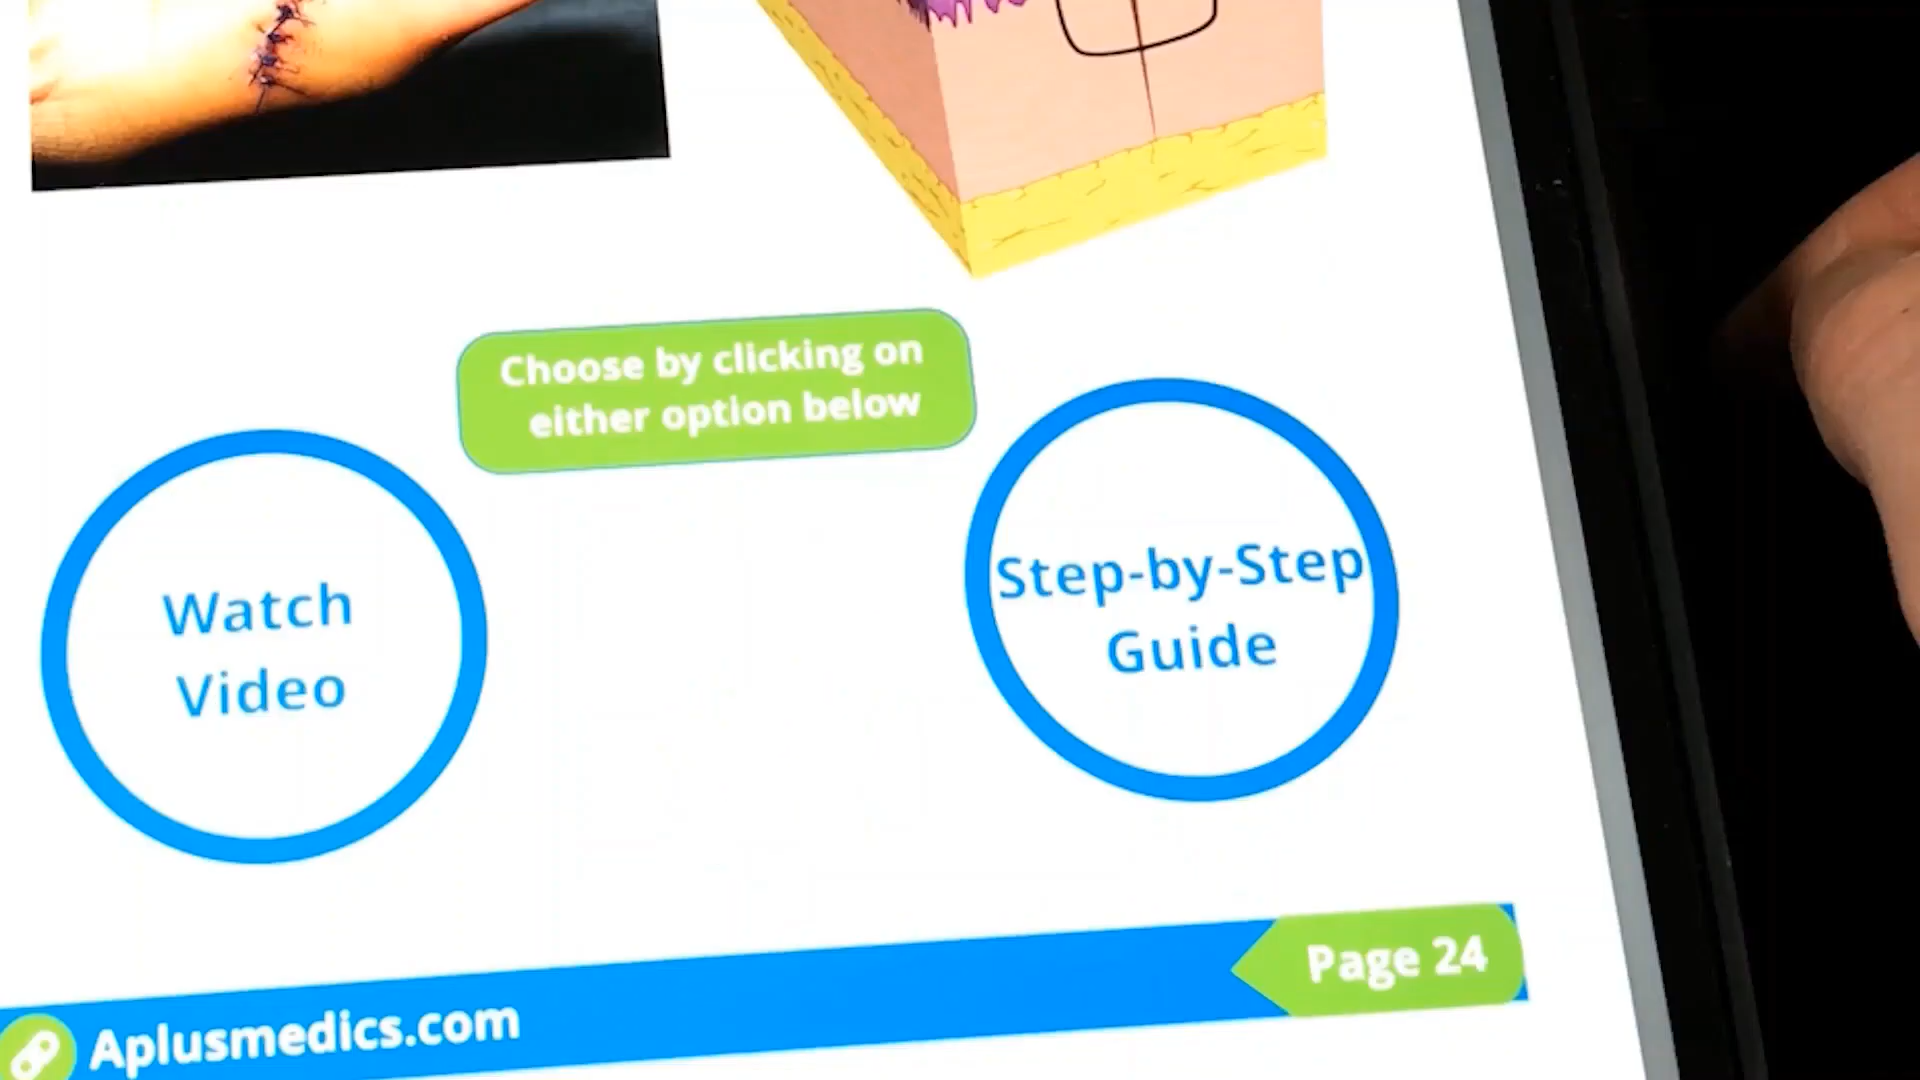 Choose by clicking on
either option below
Watch
Video
Step-by-Step
Guide
Page 24
Aplusmedics.com